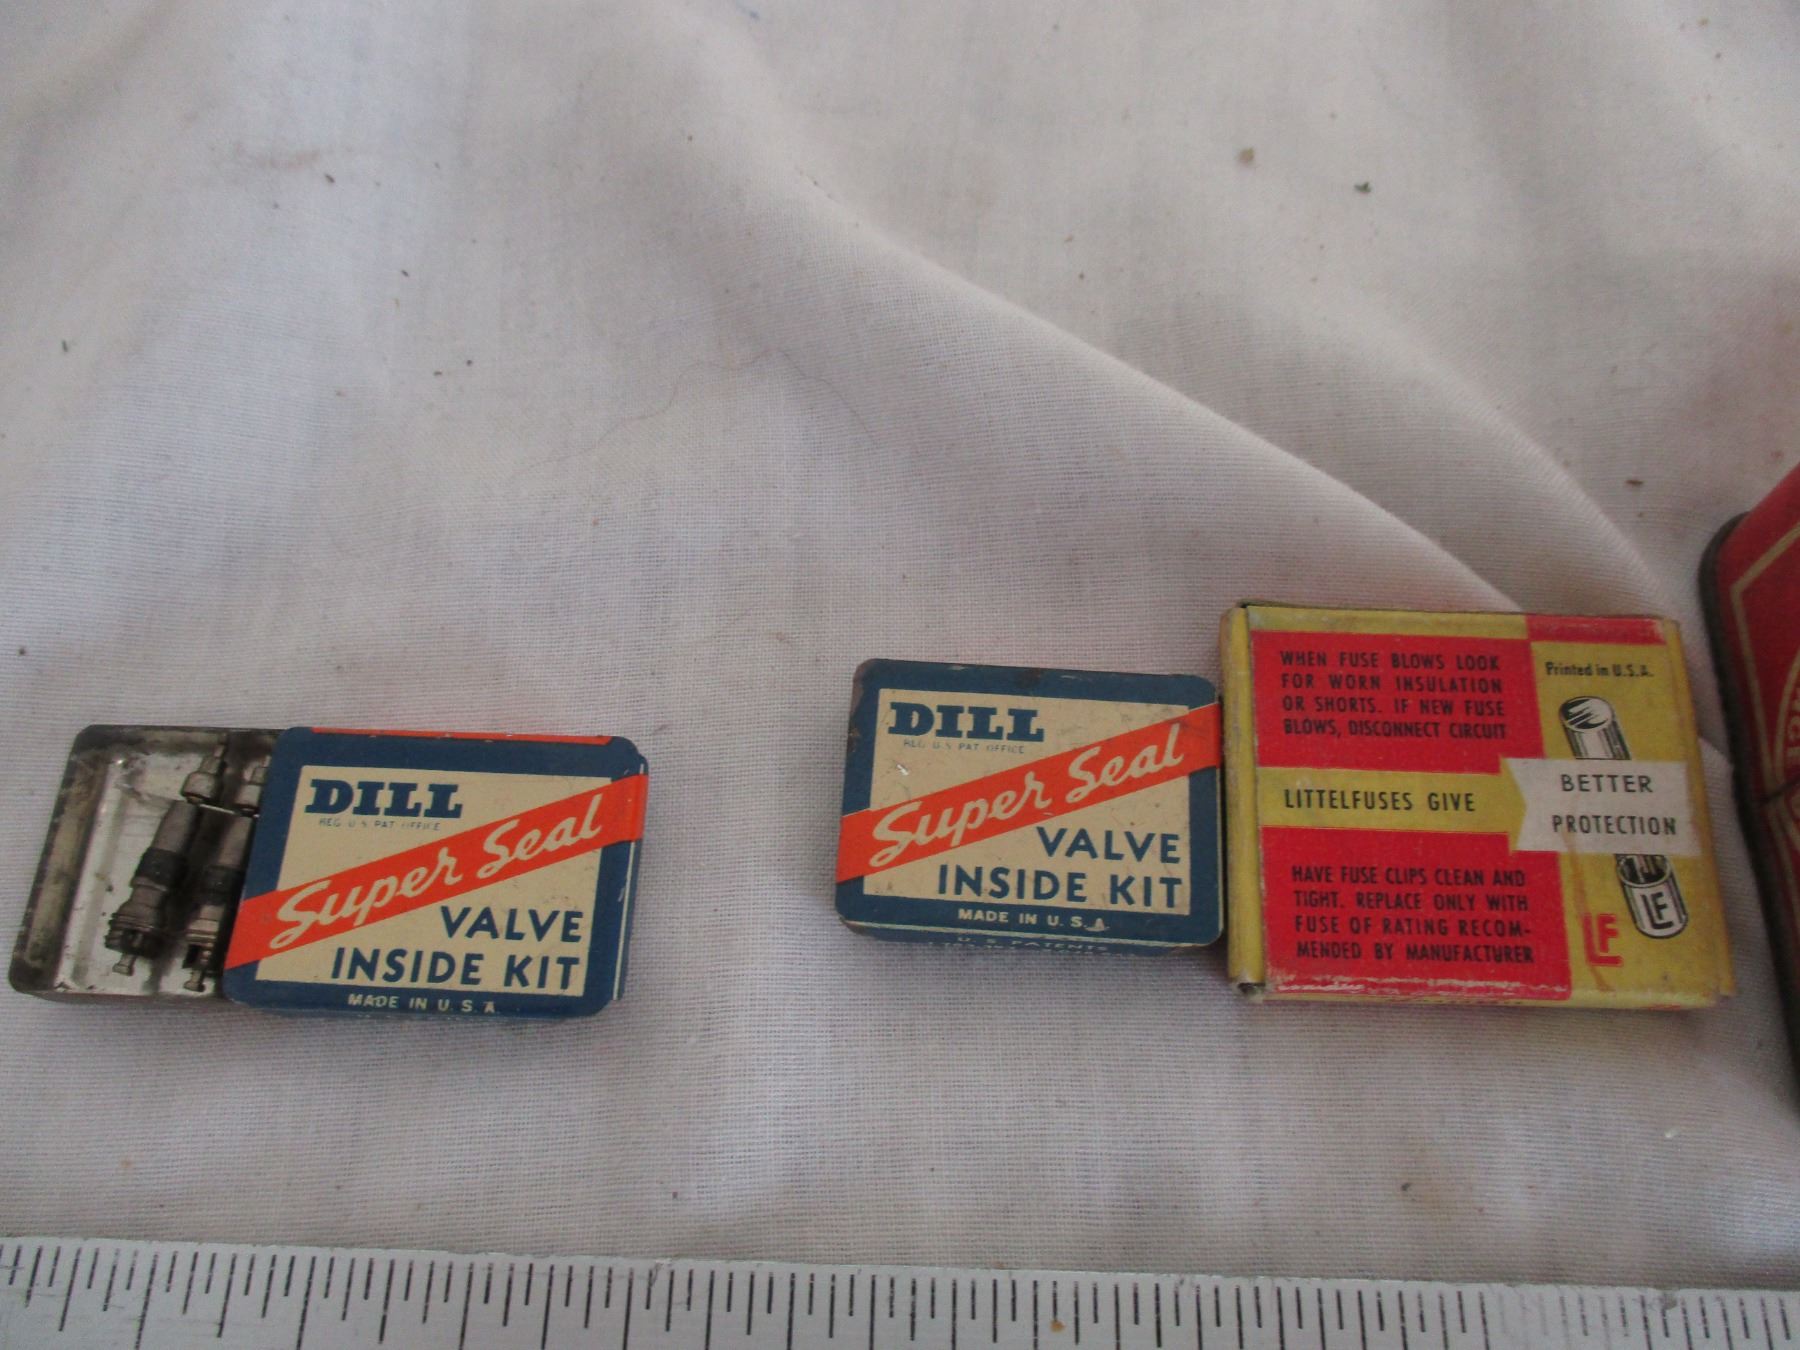 DILL
REG. U.S. PAT. OFFICE
Super Seal
VALVE
INSIDE KIT
MADE IN U.S.A.
DILL
REG. U.S. PAT. OFFICE
Super Seal
VALVE
INSIDE KIT
MADE IN U.S.A.
U.S. PATENTS
WHEN FUSE BLOWS LOOK
FOR WORN INSULATION
OR SHORTS. IF NEW FUSE
BLOWS, DISCONNECT CIRCUIT
Printed in U.S.A.
LITTELFUSES GIVE
BETTER
PROTECTION
HAVE FUSE CLIPS CLEAN AND
TIGHT. REPLACE ONLY WITH
FUSE OF RATING RECOM-
MENDED BY MANUFACTURER
LF
LF